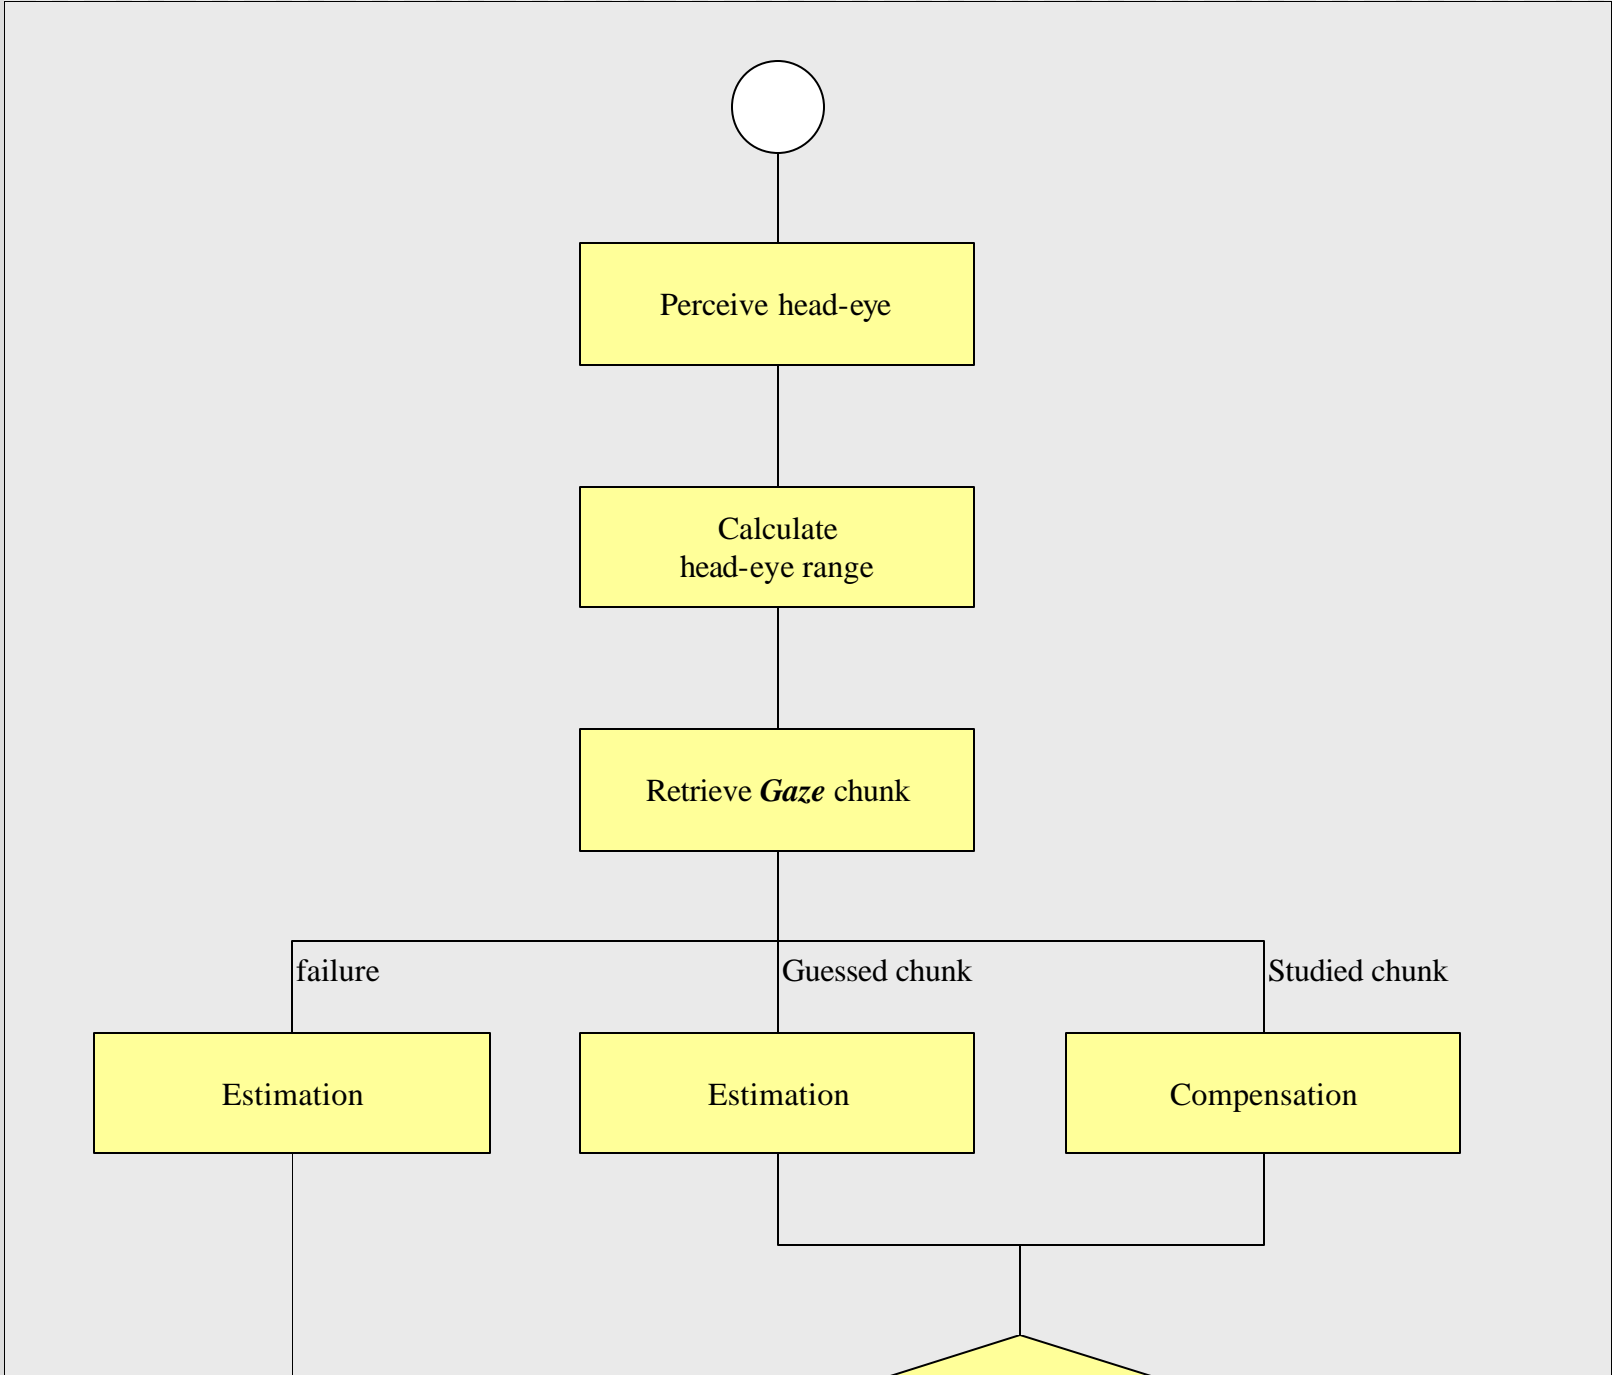 Perceive head-eye
Calculate
head-eye range
Retrieve Gaze chunk
failure
Guessed chunk
Studied chunk
Estimation
Estimation
Compensation